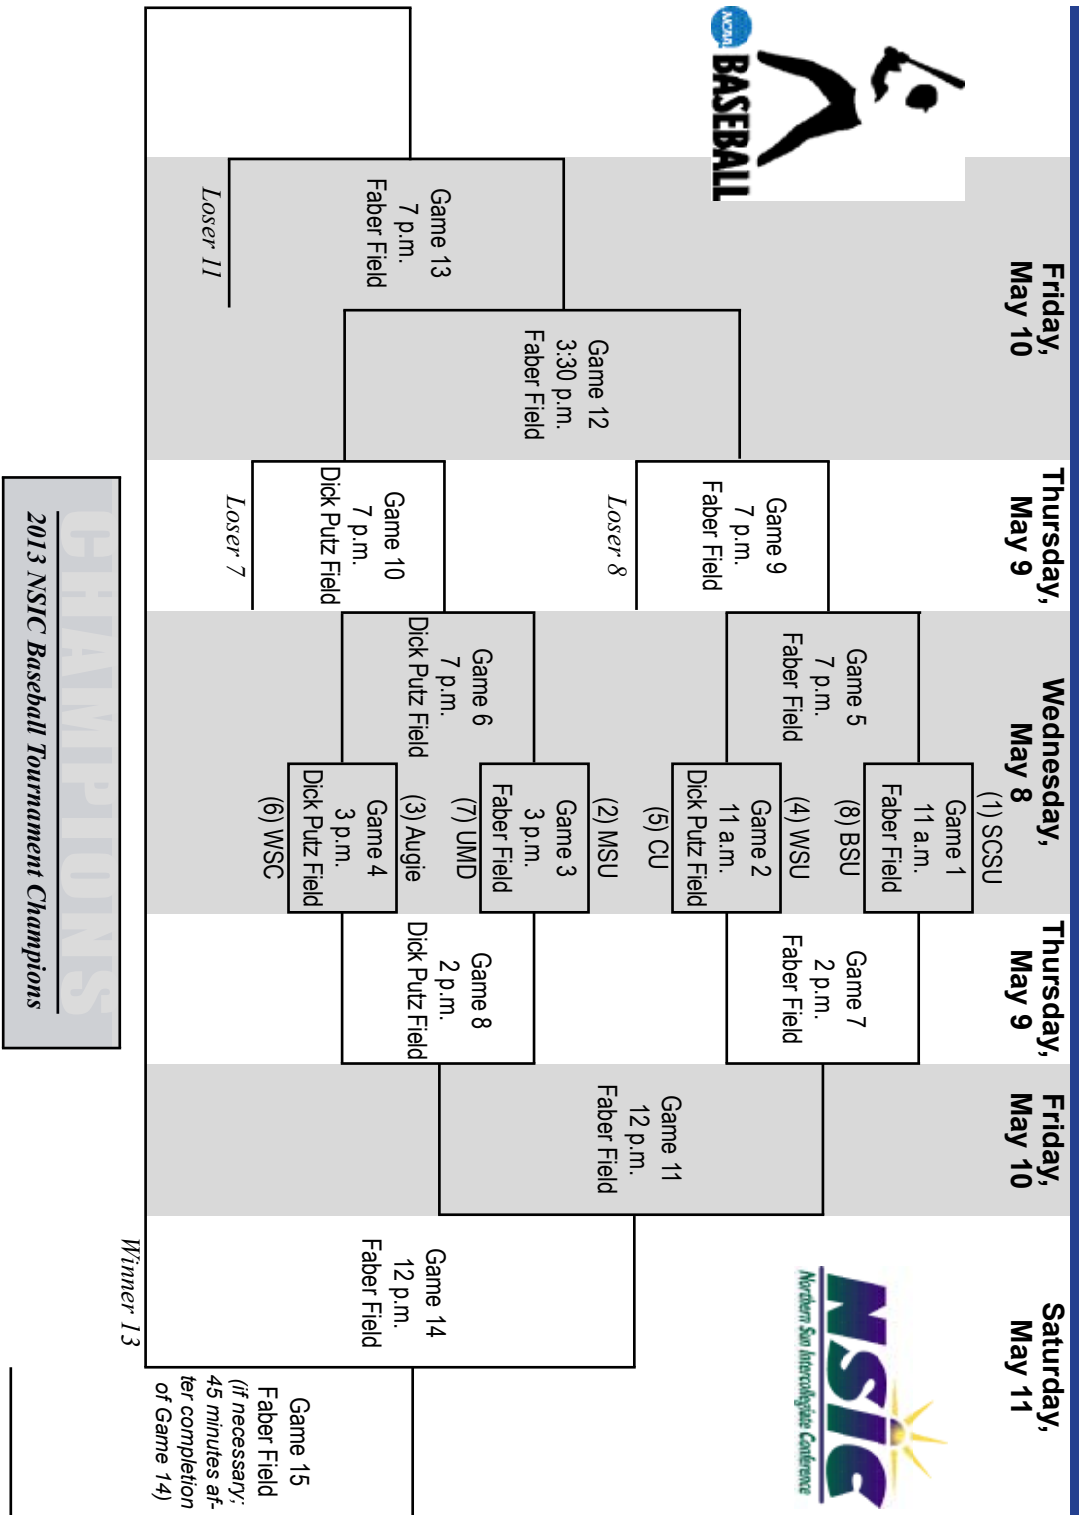 Friday,
May 10
Thursday,
May 9
Wednesday,
May 8
Thursday,
May 9
Friday,
May 10
Saturday,
May 11
NCAA BASEBALL
NSIC
Northern Sun Intercollegiate Conference
(1) SCSU
Game 1
11 a.m.
Faber Field
(8) BSU
(4) WSU
Game 2
11 a.m.
Dick Putz Field
(5) CU
(2) MSU
Game 3
3 p.m.
Faber Field
(7) UMD
(3) Augie
Game 4
3 p.m.
Dick Putz Field
(6) WSC
Game 5
7 p.m.
Faber Field
Game 6
7 p.m.
Dick Putz Field
Game 7
2 p.m.
Faber Field
Game 8
2 p.m.
Dick Putz Field
Game 9
7 p.m.
Faber Field
Loser 8
Game 10
7 p.m.
Dick Putz Field
Loser 7
Game 11
12 p.m.
Faber Field
Game 12
3:30 p.m.
Faber Field
Game 13
7 p.m.
Faber Field
Loser 11
Game 14
12 p.m.
Faber Field
Winner 13
Game 15
Faber Field
(if necessary;
45 minutes af-
ter completion
of Game 14)
CHAMPIONS
2013 NSIC Baseball Tournament Champions